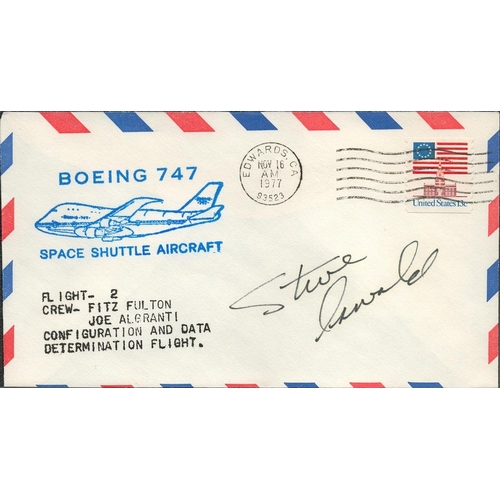 BOEING 747
SPACE SHUTTLE AIRCRAFT
FLIGHT- 2
CREW- FITZ FULTON
JOE ALGRANTI
CONFIGURATION AND DATA
DETERMINATION FLIGHT.
EDWARDS, CA
NOV 16
AM
1977
93523
United States 13c
Steve
Oswald